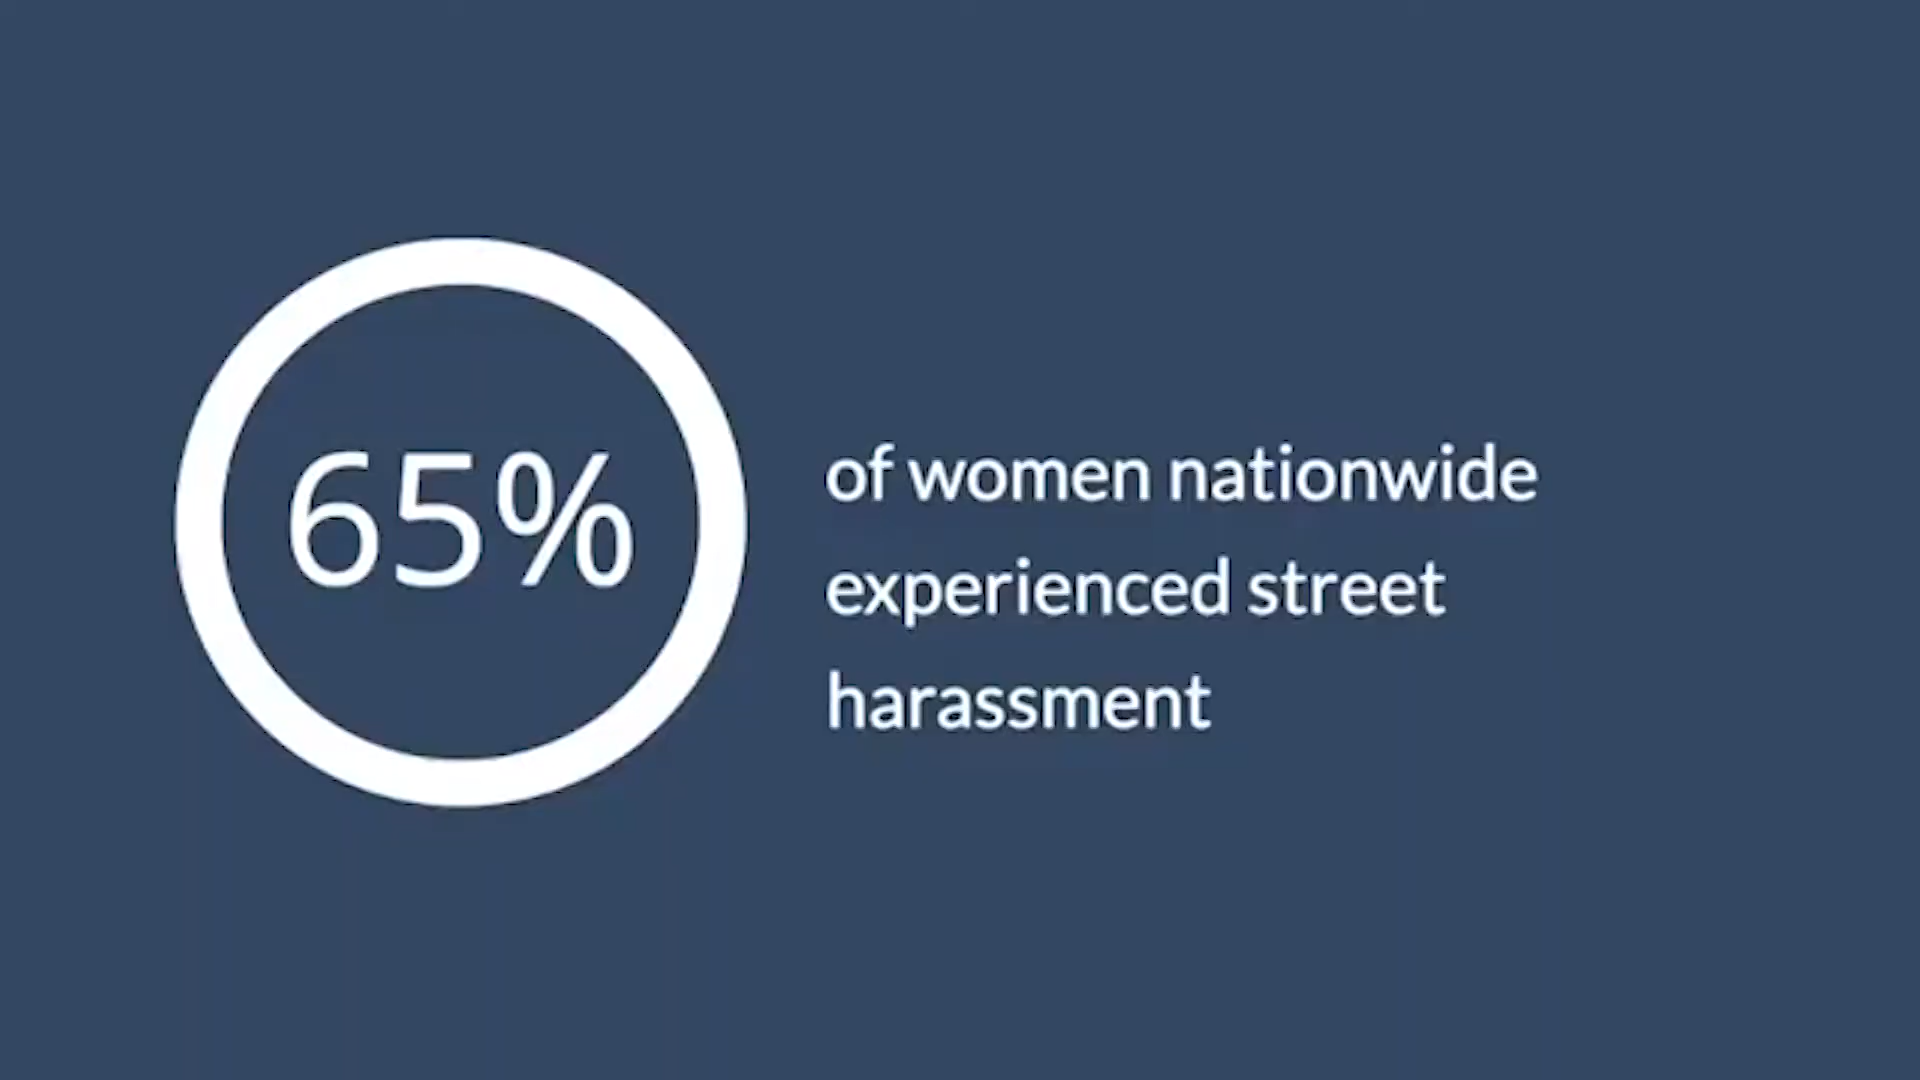 65%
of women nationwide
experienced street
harassment